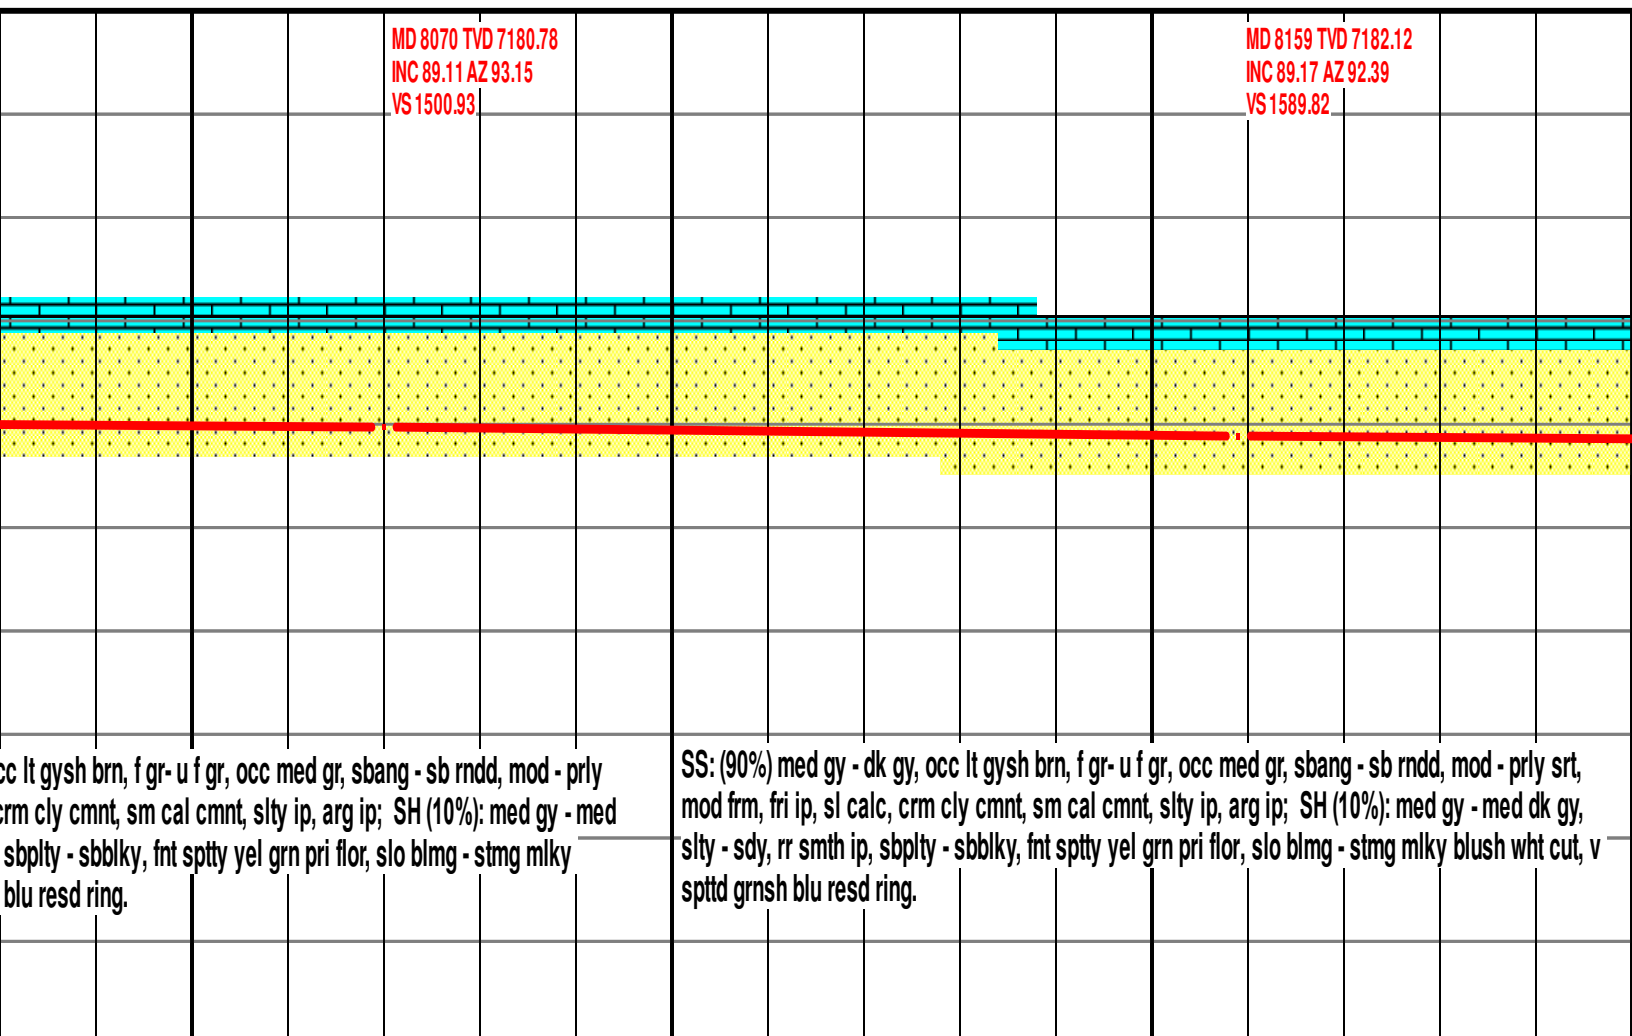 MD 8070 TVD 7180.78
INC 89.11 AZ 93.15
VS 1500.93
MD 8159 TVD 7182.12
INC 89.17 AZ 92.39
VS 1589.82
cc lt gysh brn, f gr- u f gr, occ med gr, sbang - sb rndd, mod - prly
crm cly cmnt, sm cal cmnt, slty ip, arg ip;  SH (10%): med gy - med
sbplty - sbblky, fnt sptty yel grn pri flor, slo blmg - stmg mlky
blu resd ring.
SS: (90%) med gy - dk gy, occ lt gysh brn, f gr- u f gr, occ med gr, sbang - sb rndd, mod - prly srt,
mod frm, fri ip, sl calc, crm cly cmnt, sm cal cmnt, slty ip, arg ip;  SH (10%): med gy - med dk gy,
slty - sdy, rr smth ip, sbplty - sbblky, fnt sptty yel grn pri flor, slo blmg - stmg mlky blush wht cut, v
spttd grnsh blu resd ring.